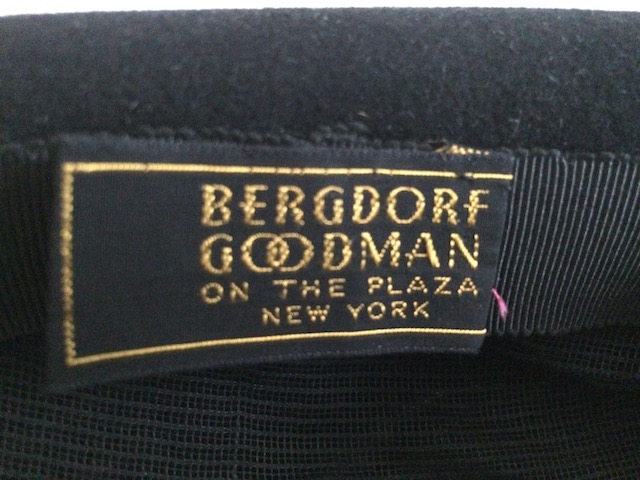 BERGDORF
GOODMAN
ON THE PLAZA
NEW YORK